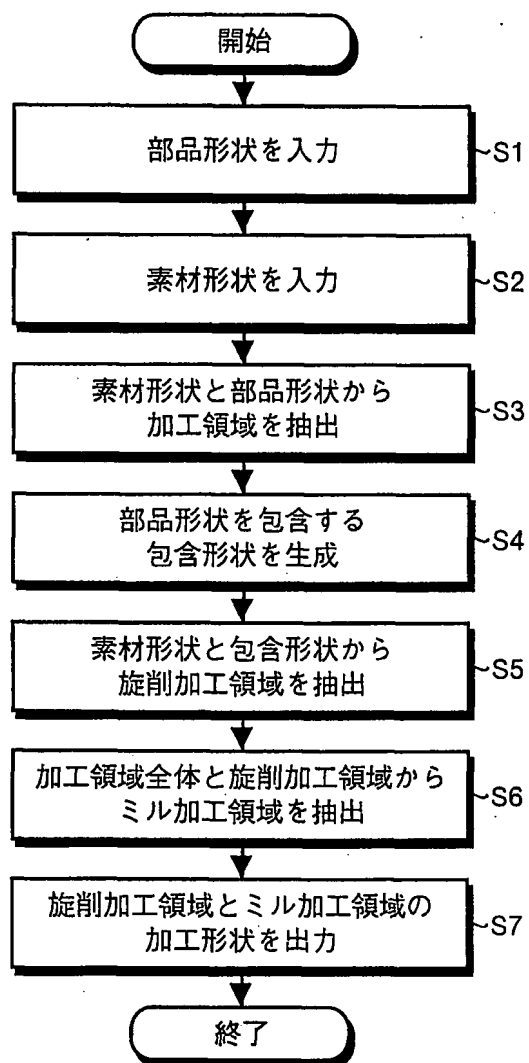 開始
部品形状を入力
~S1
素材形状を入力
~S2
素材形状と部品形状から
加工領域を抽出
~S3
部品形状を包含する
包含形状を生成
~S4
素材形状と包含形状から
旋削加工領域を抽出
~S5
加工領域全体と旋削加工領域から
ミル加工領域を抽出
~S6
旋削加工領域とミル加工領域の
加工形状を出力
~S7
終了